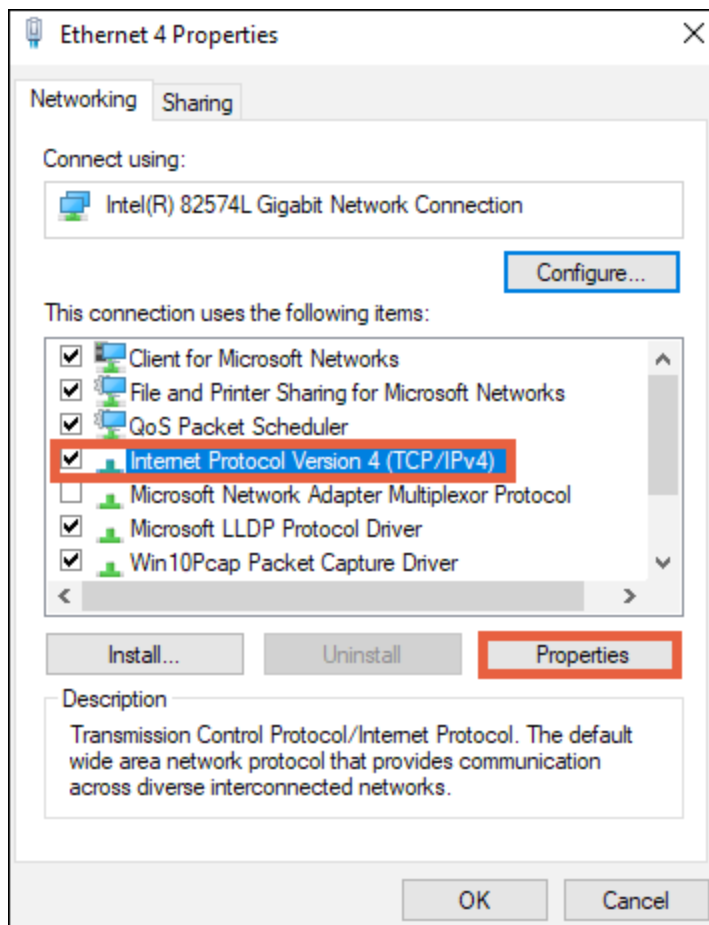 Ethernet 4 Properties
Networking
Sharing
Connect using:
Intel(R) 82574L Gigabit Network Connection
Configure...
This connection uses the following items:
Client for Microsoft Networks
File and Printer Sharing for Microsoft Networks
QoS Packet Scheduler
Internet Protocol Version 4 (TCP/IPv4)
Microsoft Network Adapter Multiplexor Protocol
Microsoft LLDP Protocol Driver
Win10Pcap Packet Capture Driver
Install...
Uninstall
Properties
Description
Transmission Control Protocol/Internet Protocol. The default
wide area network protocol that provides communication
across diverse interconnected networks.
OK
Cancel